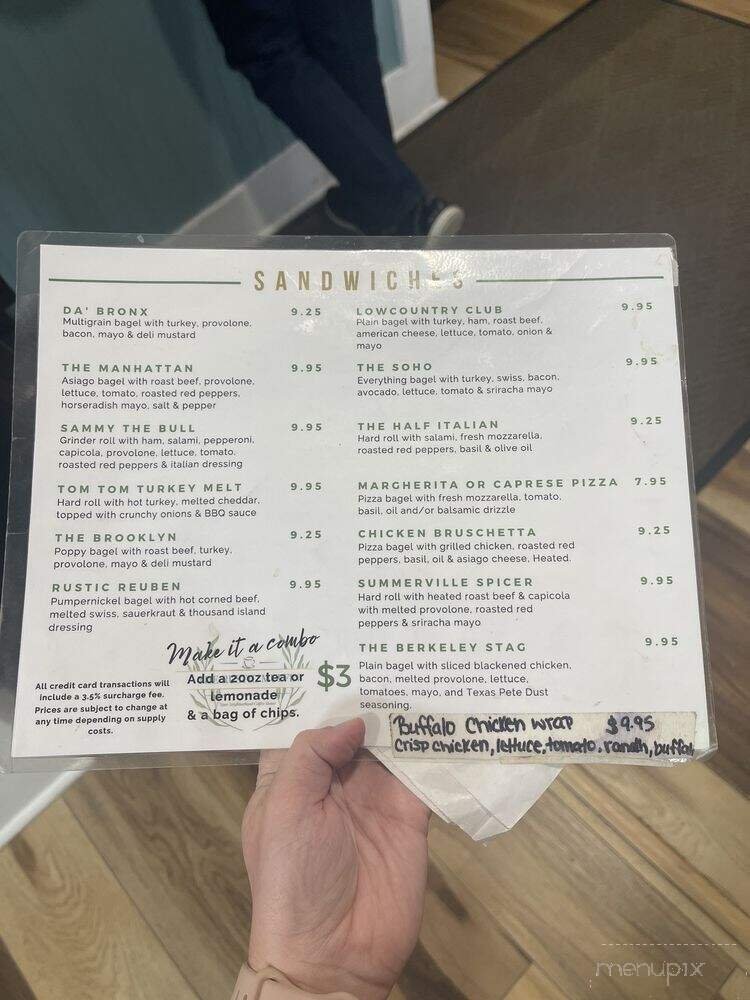 SANDWICHES
DA' BRONX 9.25
Multigrain bagel with turkey, provolone,
bacon, mayo & deli mustard
THE MANHATTAN 9.95
Asiago bagel with roast beef, provolone,
lettuce, tomato, roasted red peppers,
horseradish mayo, salt & pepper
SAMMY THE BULL 9.95
Grinder roll with ham, salami, pepperoni,
capicola, provolone, lettuce, tomato,
roasted red peppers & italian dressing
TOM TOM TURKEY MELT 9.95
Hard roll with hot turkey, melted cheddar,
topped with crunchy onions & BBQ sauce
THE BROOKLYN 9.25
Poppy bagel with roast beef, turkey,
provolone, mayo & deli mustard
RUSTIC REUBEN 9.95
Pumpernickel bagel with hot corned beef,
melted swiss, sauerkraut & thousand island
dressing
Make it a combo
Add a 20oz tea or
lemonade
& a bag of chips.
$3
All credit card transactions will
include a 3.5% surcharge fee.
Prices are subject to change at
any time depending on supply
costs.
LOWCOUNTRY CLUB 9.95
Plain bagel with turkey, ham, roast beef,
american cheese, lettuce, tomato, onion &
mayo
THE SOHO 9.95
Everything bagel with turkey, swiss, bacon,
avocado, lettuce, tomato & sriracha mayo
THE HALF ITALIAN 9.25
Hard roll with salami, fresh mozzarella,
roasted red peppers, basil & olive oil
MARGHERITA OR CAPRESE PIZZA 7.95
Pizza bagel with fresh mozzarella, tomato,
basil, oil and/or balsamic drizzle
CHICKEN BRUSCHETTA 9.25
Pizza bagel with grilled chicken, roasted red
peppers, basil, oil & asiago cheese, Heated.
SUMMERVILLE SPICER 9.95
Hard roll with heated roast beef & capicola
with melted provolone, roasted red
peppers & sriracha mayo
THE BERKELEY STAG 9.95
Plain bagel with sliced blackened chicken,
bacon, melted provolone, lettuce,
tomatoes, mayo, and Texas Pete Dust
seasoning.
Buffalo Chicken wrap $9.95
Crisp chicken, lettuce, tomato, ranch, buffalo
menupix